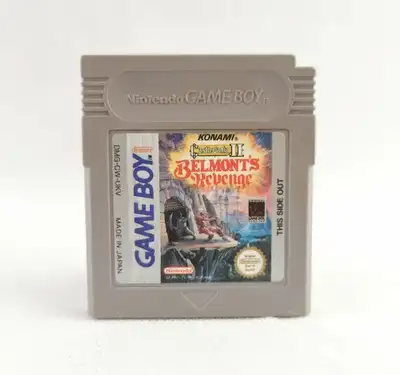 Nintendo GAME BOY
KONAMI
Castlevania II
BELMONT'S
Revenge
GAME BOY
DMG-CW-UKV
MADE IN JAPAN
THIS SIDE OUT
Nintendo